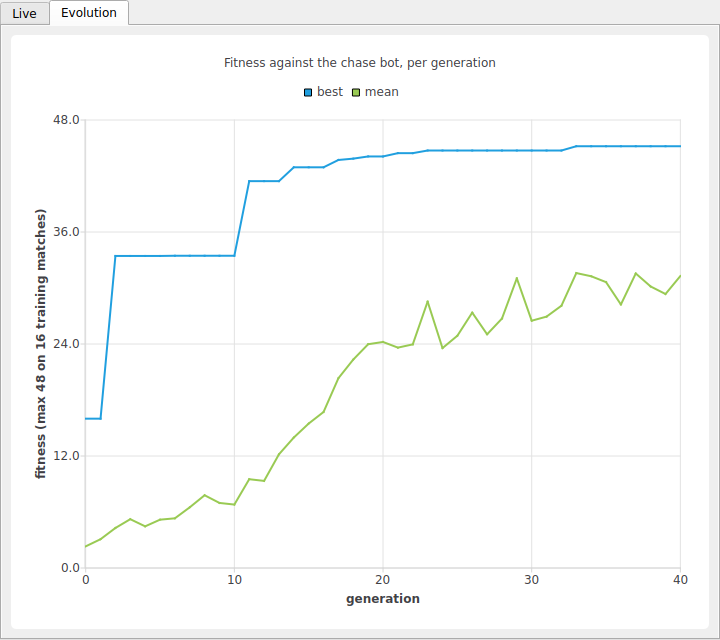 Live Evolution
Fitness against the chase bot, per generation
best mean
48.0
36.0
24.0
12.0
0.0
fitness (max 48 on 16 training matches)
0 10 20 30 40
generation